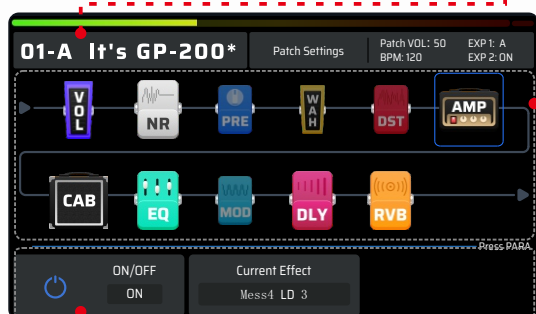 01-A It's GP-200*
Patch Settings
Patch VOL: 50
EXP 1: A
BPM: 120
EXP 2: ON
VOL
NR
PRE
WAH
DST
AMP
CAB
EQ
MOD
DLY
RVB
Press PARA
ON/OFF
ON
Current Effect
Mess4 LD 3